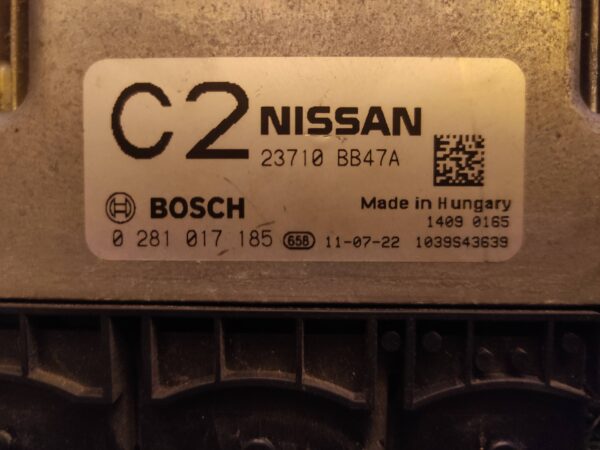 C2 NISSAN
23710 BB47A
BOSCH Made in Hungary
1409 0165
0 281 017 185 658 11-07-22 1039S43639